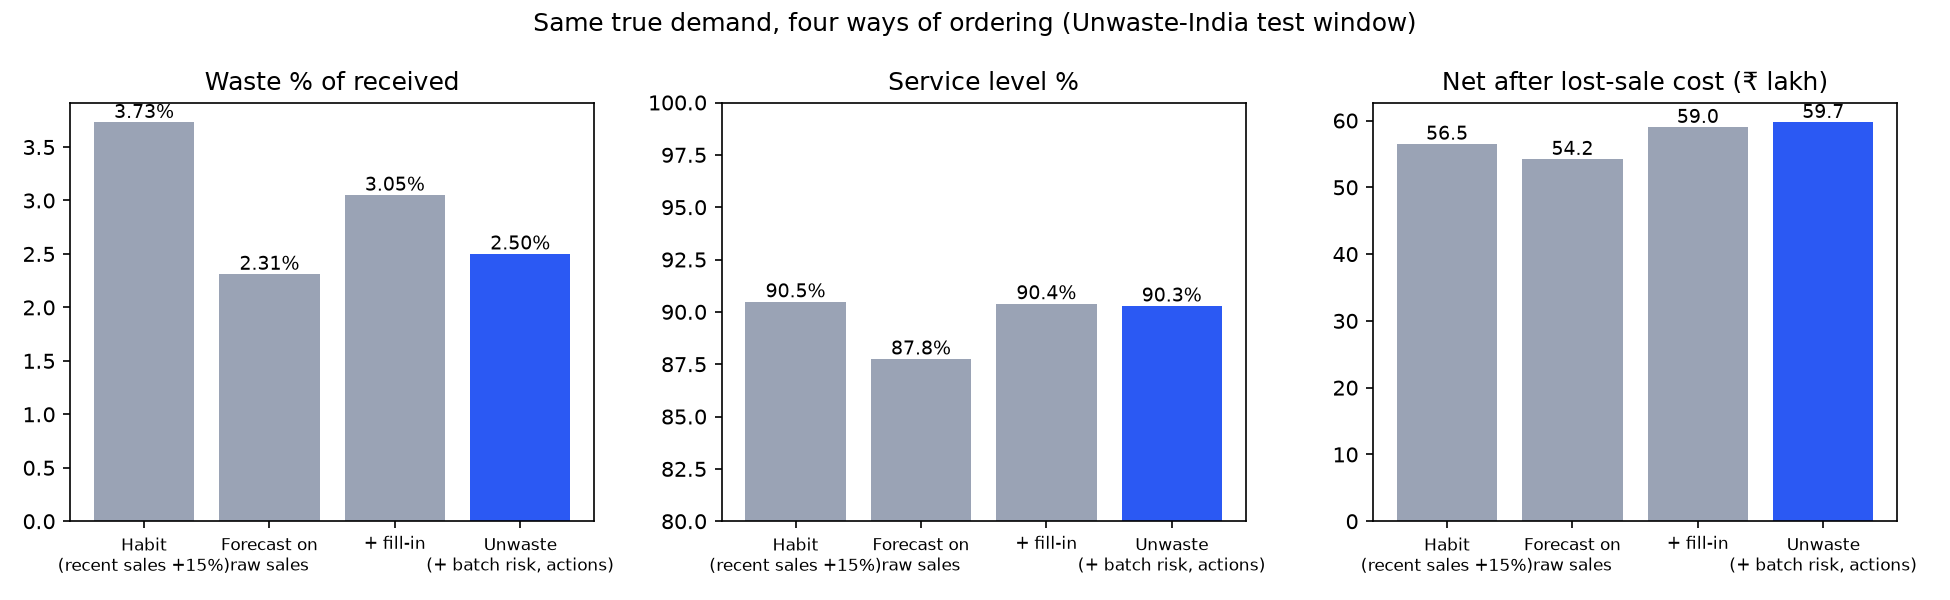 Same true demand, four ways of ordering (Unwaste-India test window)
Waste % of received
3.5
3.0
2.5
2.0
1.5
1.0
0.5
0.0
3.73%
2.31%
3.05%
2.50%
Habit
(recent sales +15%)
Forecast on
raw sales
+ fill-in
Unwaste
(+ batch risk, actions)
Service level %
100.0
97.5
95.0
92.5
90.0
87.5
85.0
82.5
80.0
90.5%
87.8%
90.4%
90.3%
Habit
(recent sales +15%)
Forecast on
raw sales
+ fill-in
Unwaste
(+ batch risk, actions)
Net after lost-sale cost (₹ lakh)
60
50
40
30
20
10
0
56.5
54.2
59.0
59.7
Habit
(recent sales +15%)
Forecast on
raw sales
+ fill-in
Unwaste
(+ batch risk, actions)